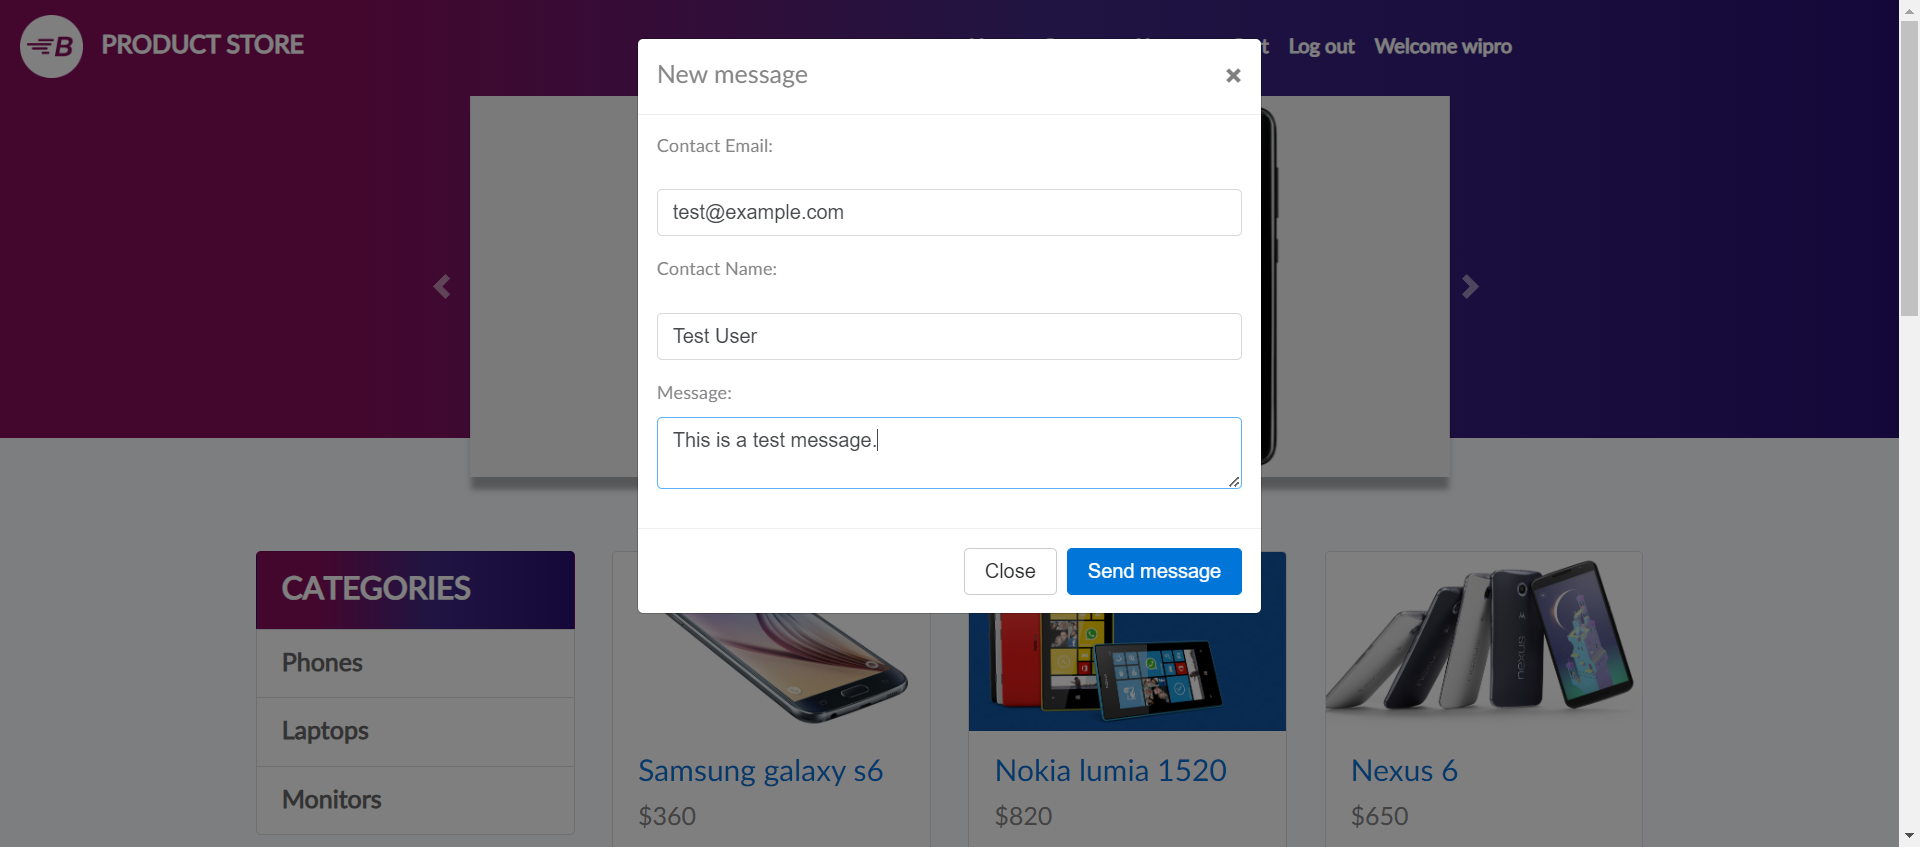 B PRODUCT STORE
Log out Welcome wipro
New message
×
Contact Email:
test@example.com
Contact Name:
Test User
Message:
This is a test message.
Close Send message
CATEGORIES
Phones
Laptops
Monitors
Samsung galaxy s6
$360
Nokia lumia 1520
$820
Nexus 6
$650